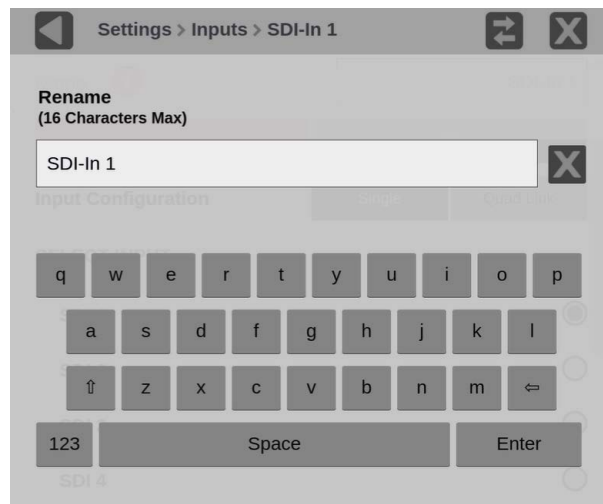 Settings > Inputs > SDI-In 1
Rename
(16 Characters Max)
SDI-In 1
Input Configuration
Single
q w e r t y u i o p
a s d f g h j k l
⇧ z x c v b n m ⇦
123 Space Enter
SDI 4